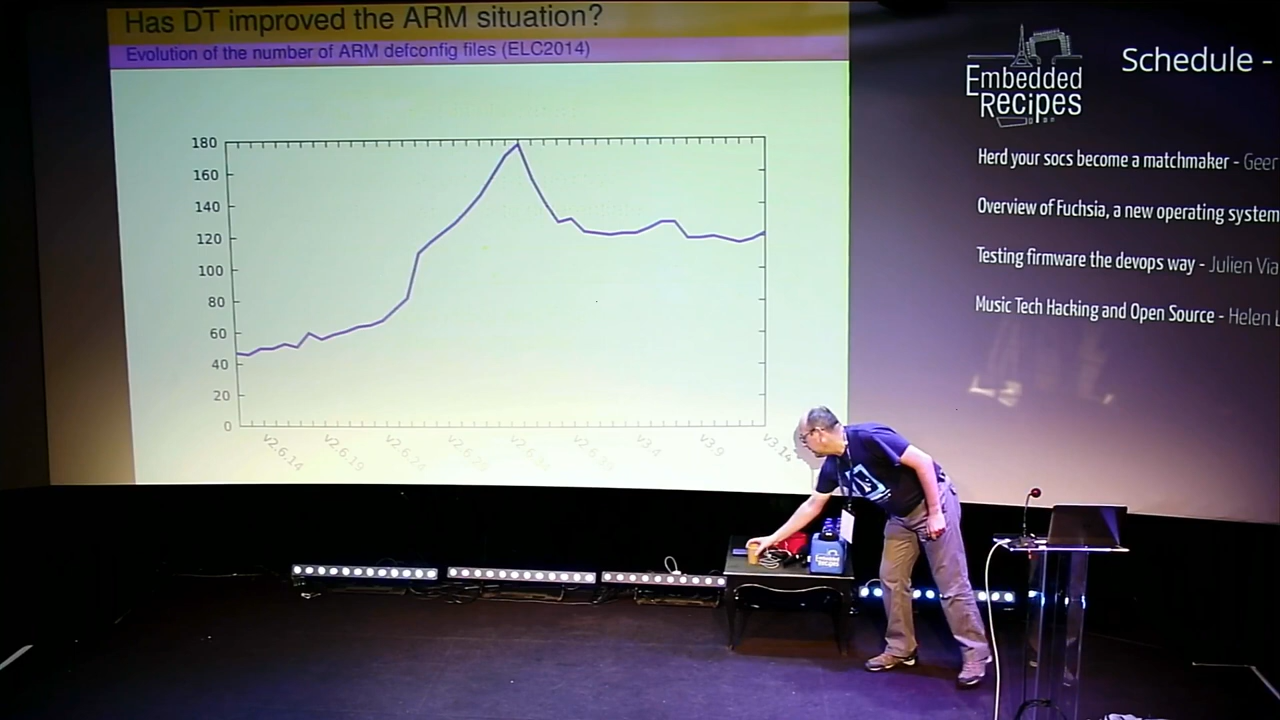 Has DT improved the ARM situation?
Evolution of the number of ARM defconfig files (ELC2014)
180
160
140
120
100
80
60
40
20
0
v2.6.14
v2.6.19
v2.6.24
v3.4
v3.9
v3.14
Embedded
Recipes
Schedule -
Herd your socs become a matchmaker - Geer
Overview of Fuchsia, a new operating system
Testing firmware the devops way - Julien Via
Music Tech Hacking and Open Source - Helen L
Embedded
Recipes